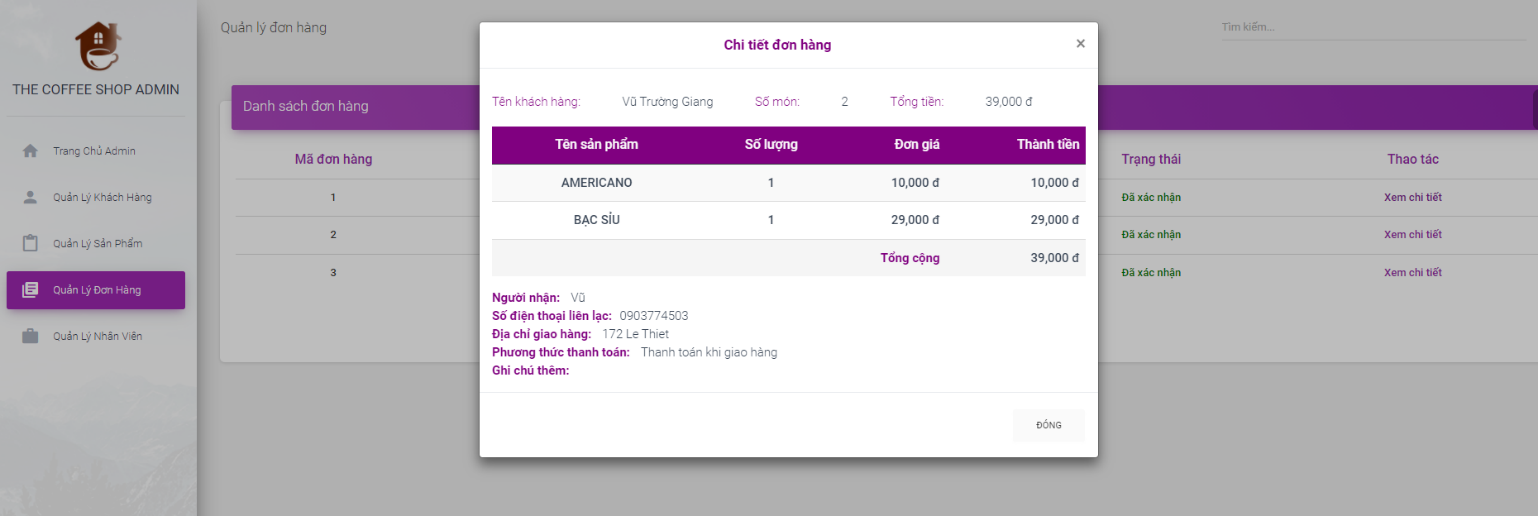 THE COFFEE SHOP ADMIN
Trang Chủ Admin
Quản Lý Khách Hàng
Quản Lý Sản Phẩm
Quản Lý Đơn Hàng
Quản Lý Nhân Viên
Quản lý đơn hàng
Tìm kiếm...
Danh sách đơn hàng
Mã đơn hàng Trạng thái Thao tác
1 Đã xác nhận Xem chi tiết
2 Đã xác nhận Xem chi tiết
3 Đã xác nhận Xem chi tiết
Chi tiết đơn hàng ×
Tên khách hàng: Vũ Trường Giang Số món: 2 Tổng tiền: 39,000 đ
Tên sản phẩm Số lượng Đơn giá Thành tiền
AMERICANO 1 10,000 đ 10,000 đ
BẠC SỈU 1 29,000 đ 29,000 đ
Tổng cộng 39,000 đ
Người nhận: Vũ
Số điện thoại liên lạc: 0903774503
Địa chỉ giao hàng: 172 Le Thiet
Phương thức thanh toán: Thanh toán khi giao hàng
Ghi chú thêm:
ĐÓNG